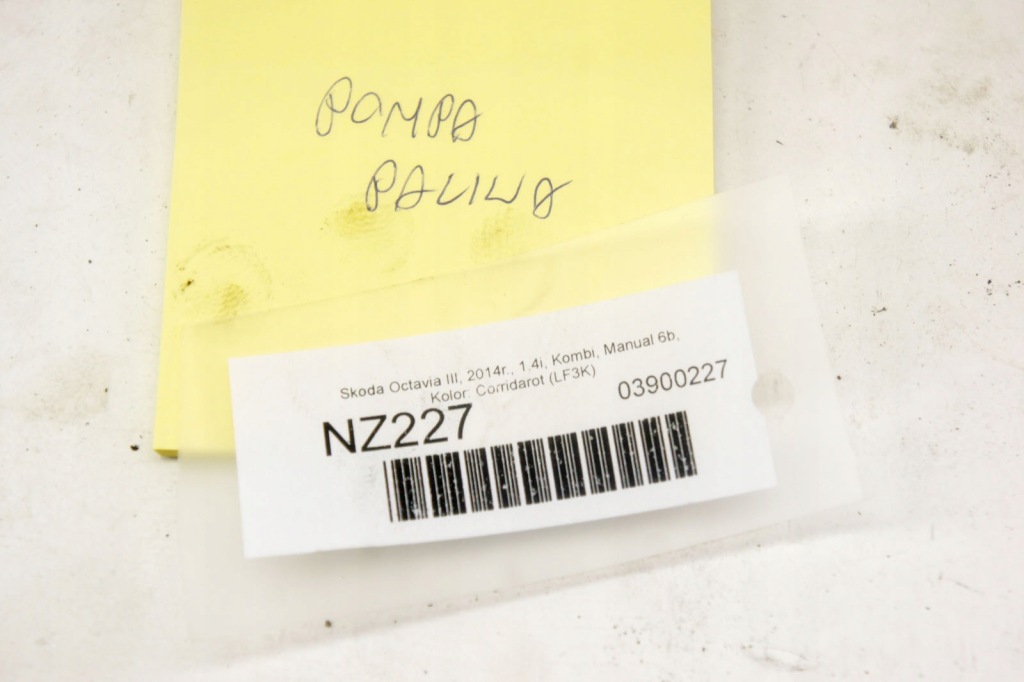 POMPA
PALIWA
Skoda Octavia III, 2014r., 1.4i, Kombi, Manual 6b,
Kolor: Corridarot (LF3K)
NZ227
03900227